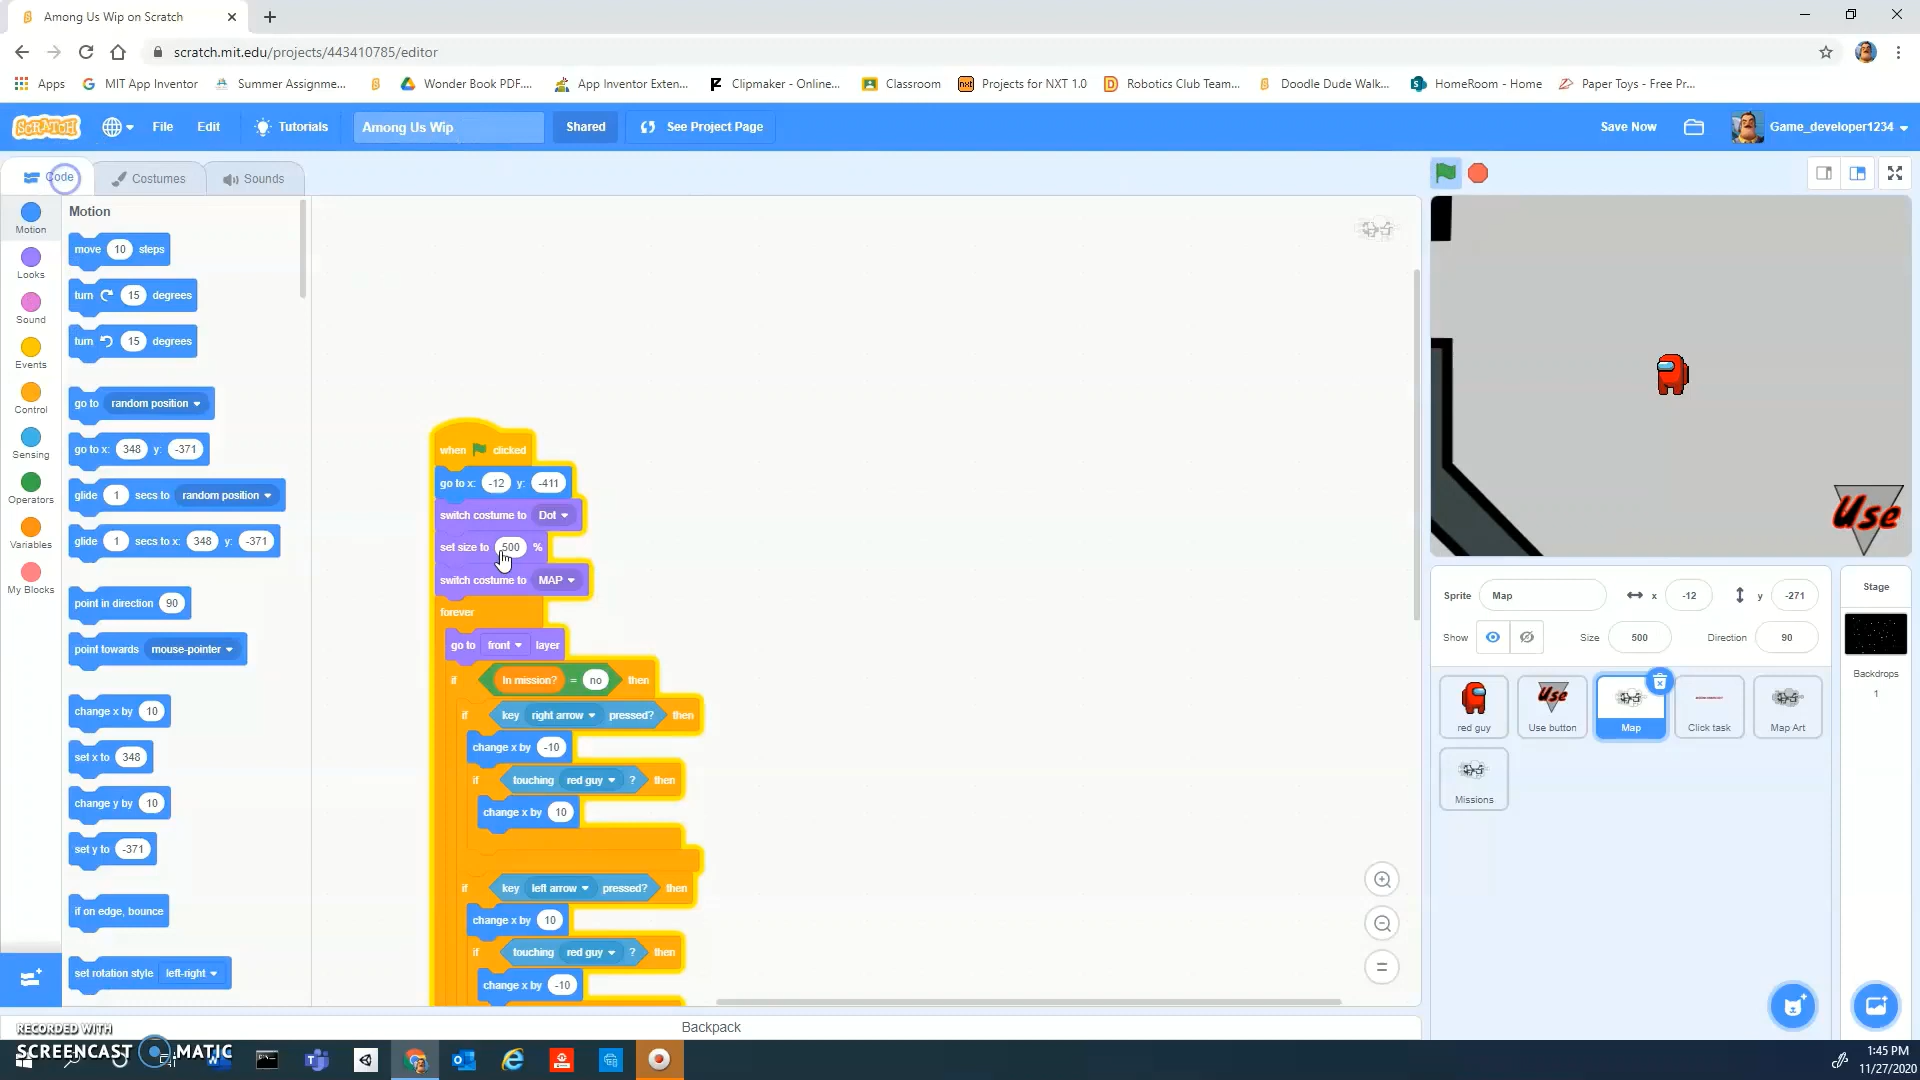 Among Us Wip on Scratch
scratch.mit.edu/projects/443410785/editor
Apps MIT App Inventor Summer Assignme... Wonder Book PDF.... App Inventor Exten... Clipmaker - Online... Classroom Projects for NXT 1.0 Robotics Club Team... Doodle Dude Walk... HomeRoom - Home Paper Toys - Free Pr...
SCRATCH File Edit Tutorials Among Us Wip Shared See Project Page Save Now Game_developer1234
Code Costumes Sounds
Motion
Looks
Sound
Events
Control
Sensing
Operators
Variables
My Blocks
Motion
move 10 steps
turn 15 degrees
turn 15 degrees
go to random position
go to x: 348 y: -371
glide 1 secs to random position
glide 1 secs to x: 348 y: -371
point in direction 90
point towards mouse-pointer
change x by 10
set x to 348
change y by 10
set y to -371
if on edge, bounce
set rotation style left-right
when clicked
go to x: -12 y: -411
switch costume to Dot
set size to 500 %
switch costume to MAP
forever
go to front layer
if In mission? = no then
if key right arrow pressed? then
change x by -10
if touching red guy ? then
change x by 10
if key left arrow pressed? then
change x by 10
if touching red guy ? then
change x by -10
Use
Sprite Map x -12 y -271
Show Size 500 Direction 90
Use
red guy Use button Map Click task Map Art
Missions
Stage
Backdrops
1
Backpack
RECORDED WITH
SCREENCAST MATIC
1:45 PM
11/27/2020